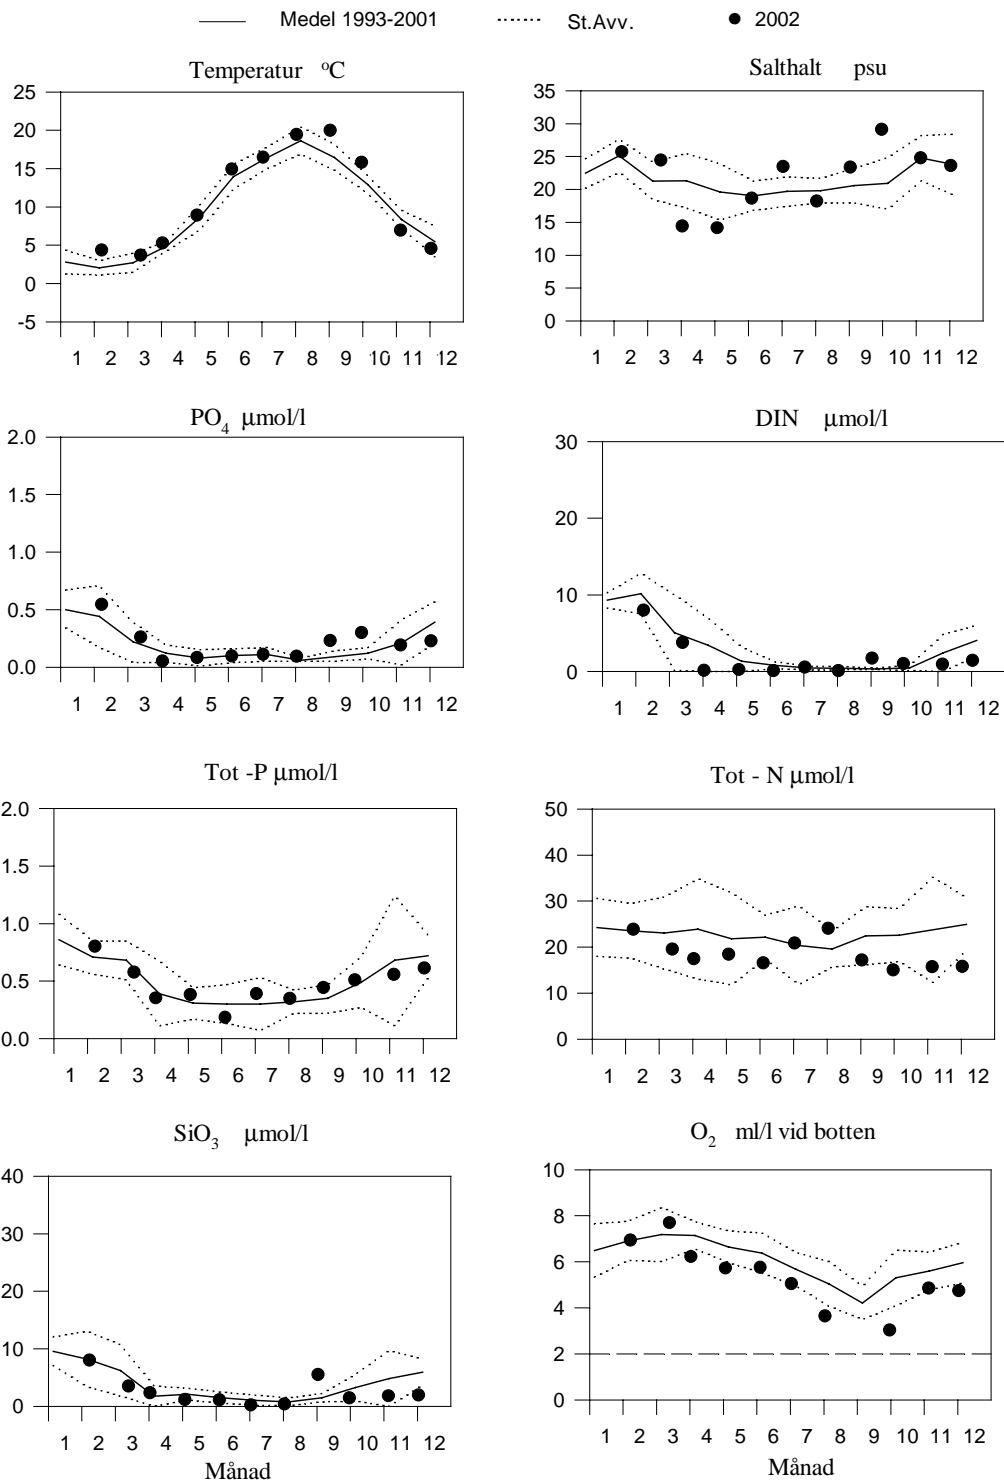 Medel 1993-2001 St.Avv. 2002
Temperatur °C
25
20
15
10
5
0
-5
1 2 3 4 5 6 7 8 9 10 11 12
Salthalt psu
35
30
25
20
15
10
5
0
1 2 3 4 5 6 7 8 9 10 11 12
PO4 µmol/l
2.0
1.5
1.0
0.5
0.0
1 2 3 4 5 6 7 8 9 10 11 12
DIN µmol/l
30
20
10
0
1 2 3 4 5 6 7 8 9 10 11 12
Tot -P µmol/l
2.0
1.5
1.0
0.5
0.0
1 2 3 4 5 6 7 8 9 10 11 12
Tot - N µmol/l
50
40
30
20
10
0
1 2 3 4 5 6 7 8 9 10 11 12
SiO3 µmol/l
40
30
20
10
0
1 2 3 4 5 6 7 8 9 10 11 12
Månad
O2 ml/l vid botten
10
8
6
4
2
0
1 2 3 4 5 6 7 8 9 10 11 12
Månad